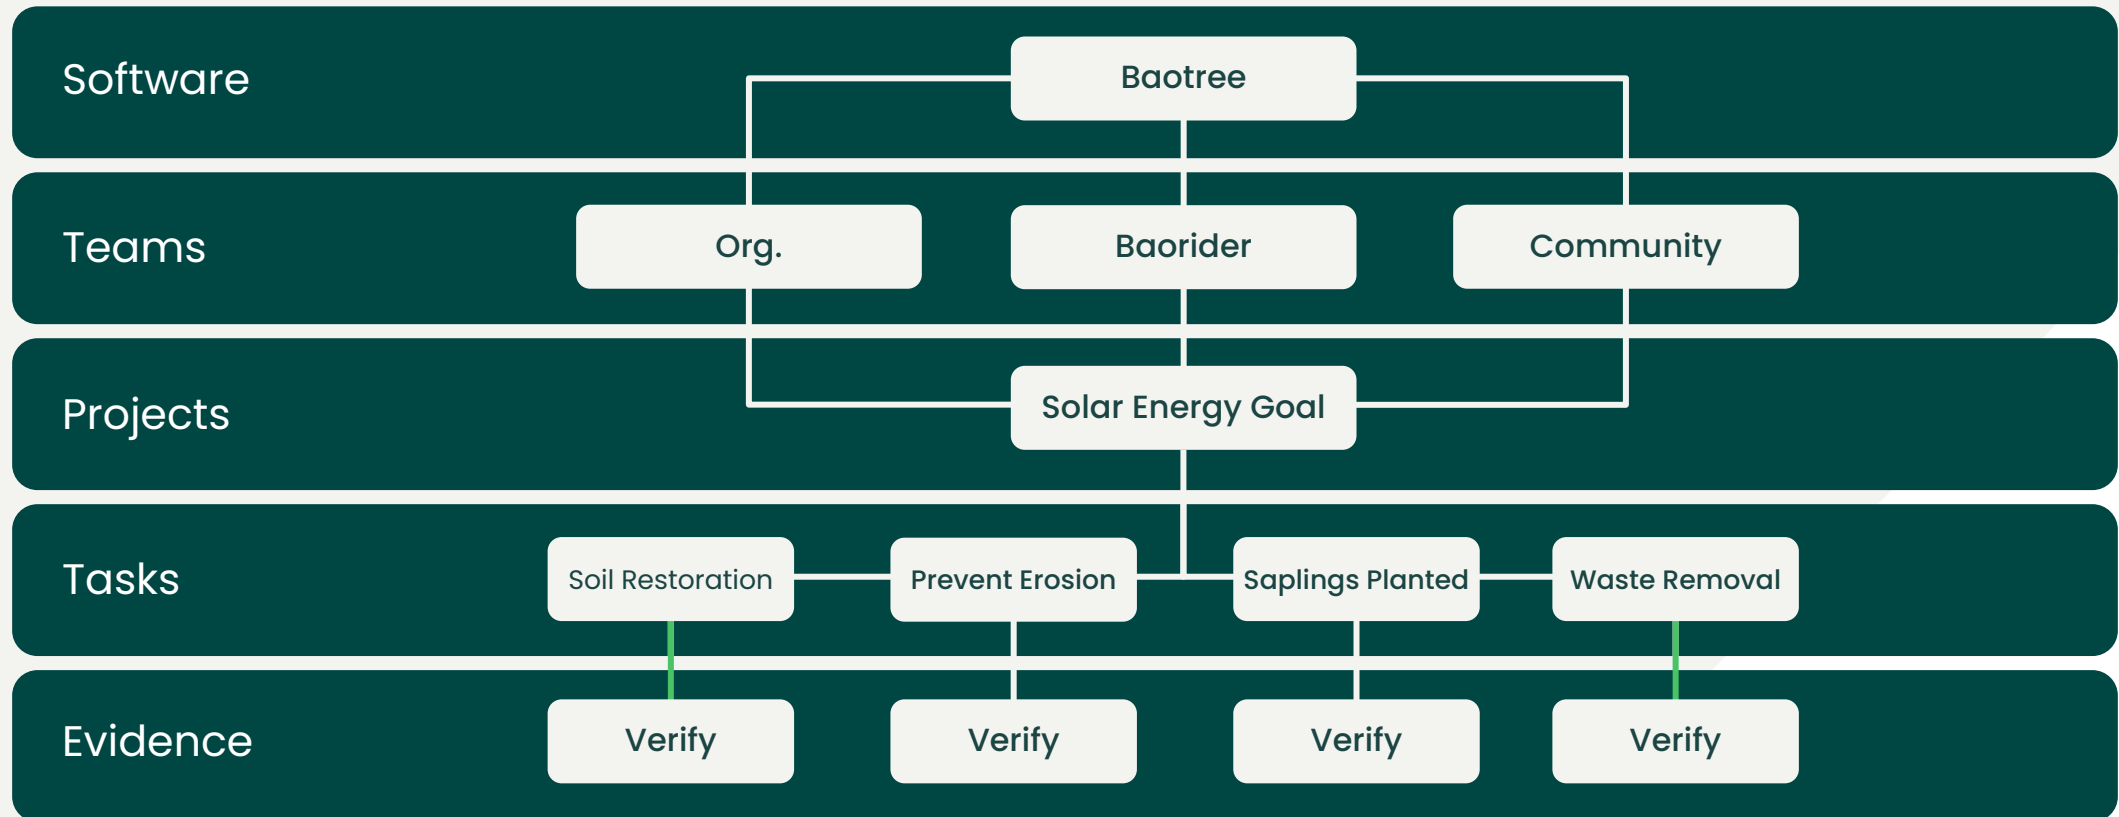 Software
Baotree
Teams
Org.
Baorider
Community
Projects
Solar Energy Goal
Tasks
Soil Restoration
Prevent Erosion
Saplings Planted
Waste Removal
Evidence
Verify
Verify
Verify
Verify